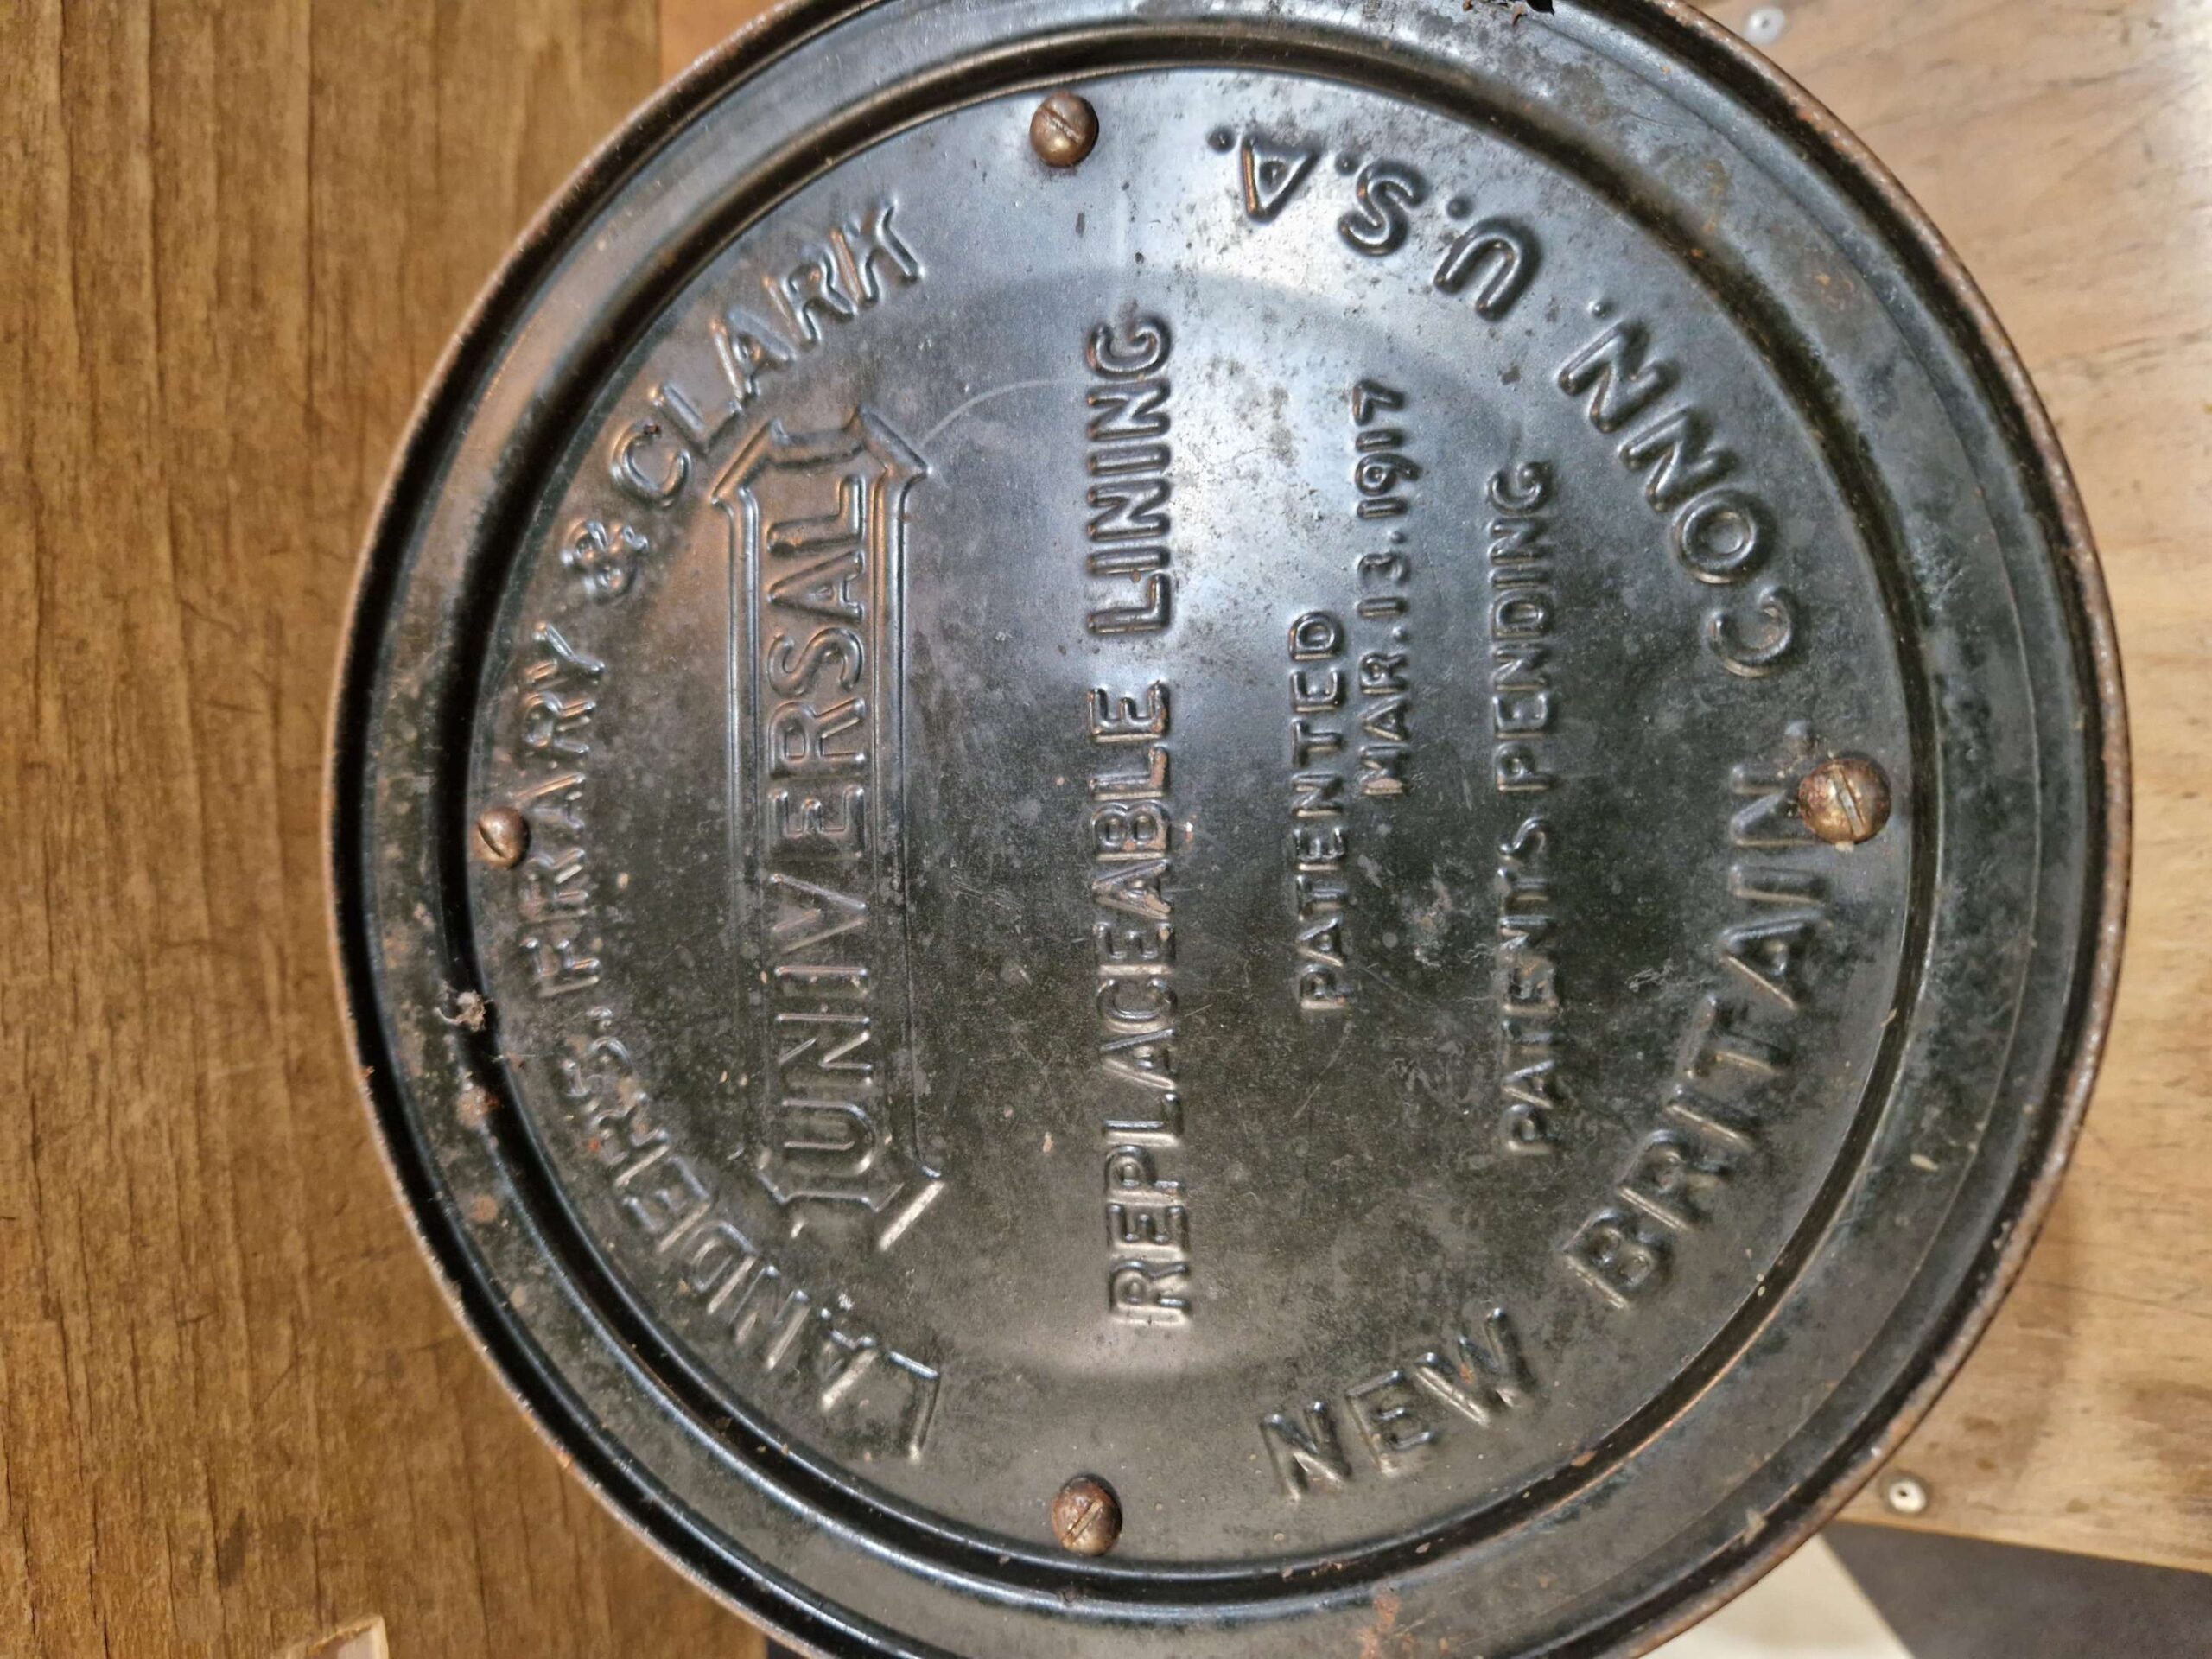 LANDERS, FRARY & CLARK
UNIVERSAL
REPLACEABLE LINING
PATENTED
MAR. 13. 1917
PATENTS PENDING
NEW BRITAIN CONN. U.S.A.